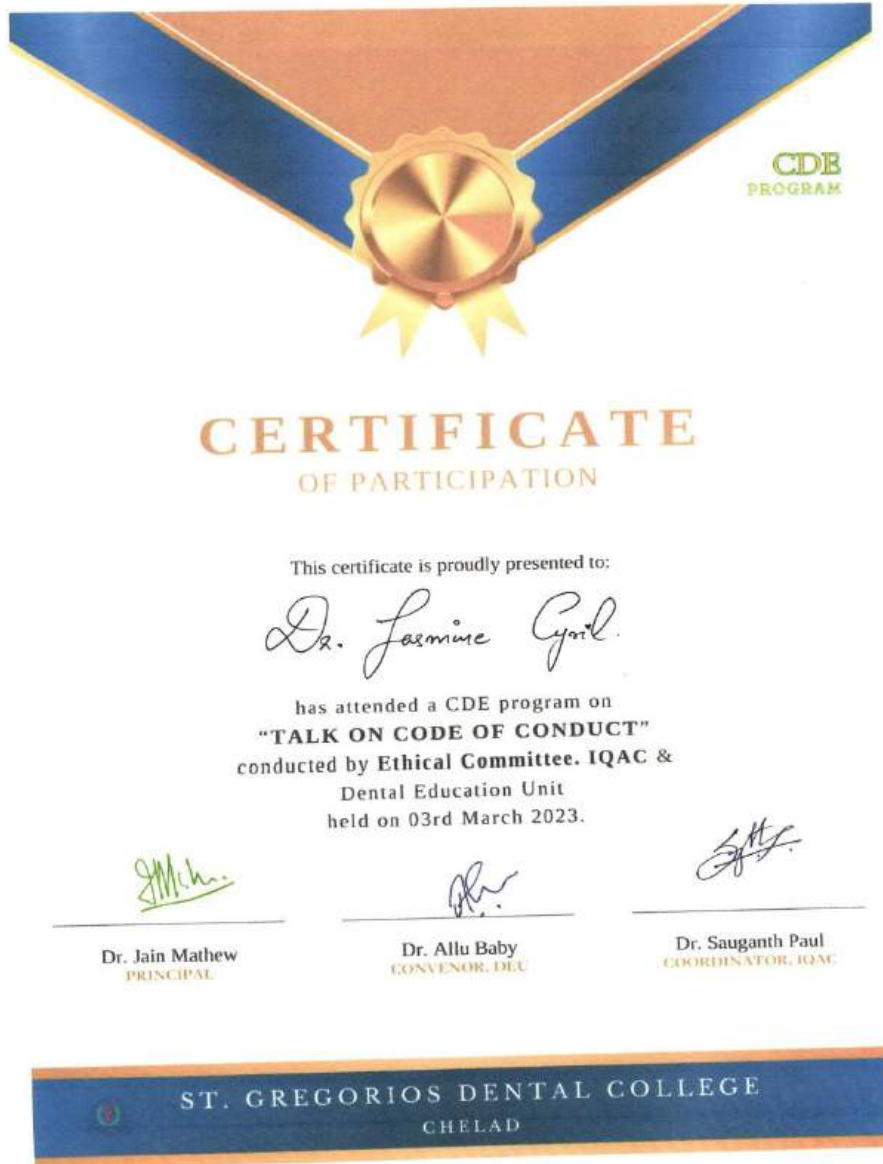 CDE
PROGRAM
CERTIFICATE
OF PARTICIPATION
This certificate is proudly presented to:
Dr. Jasmine Cyril.
has attended a CDE program on
“TALK ON CODE OF CONDUCT”
conducted by Ethical Committee. IQAC &
Dental Education Unit
held on 03rd March 2023.
Dr. Jain Mathew
PRINCIPAL
Dr. Allu Baby
CONVENOR, DEU
Dr. Sauganth Paul
COORDINATOR, IQAC
ST. GREGORIOS DENTAL COLLEGE
CHELAD